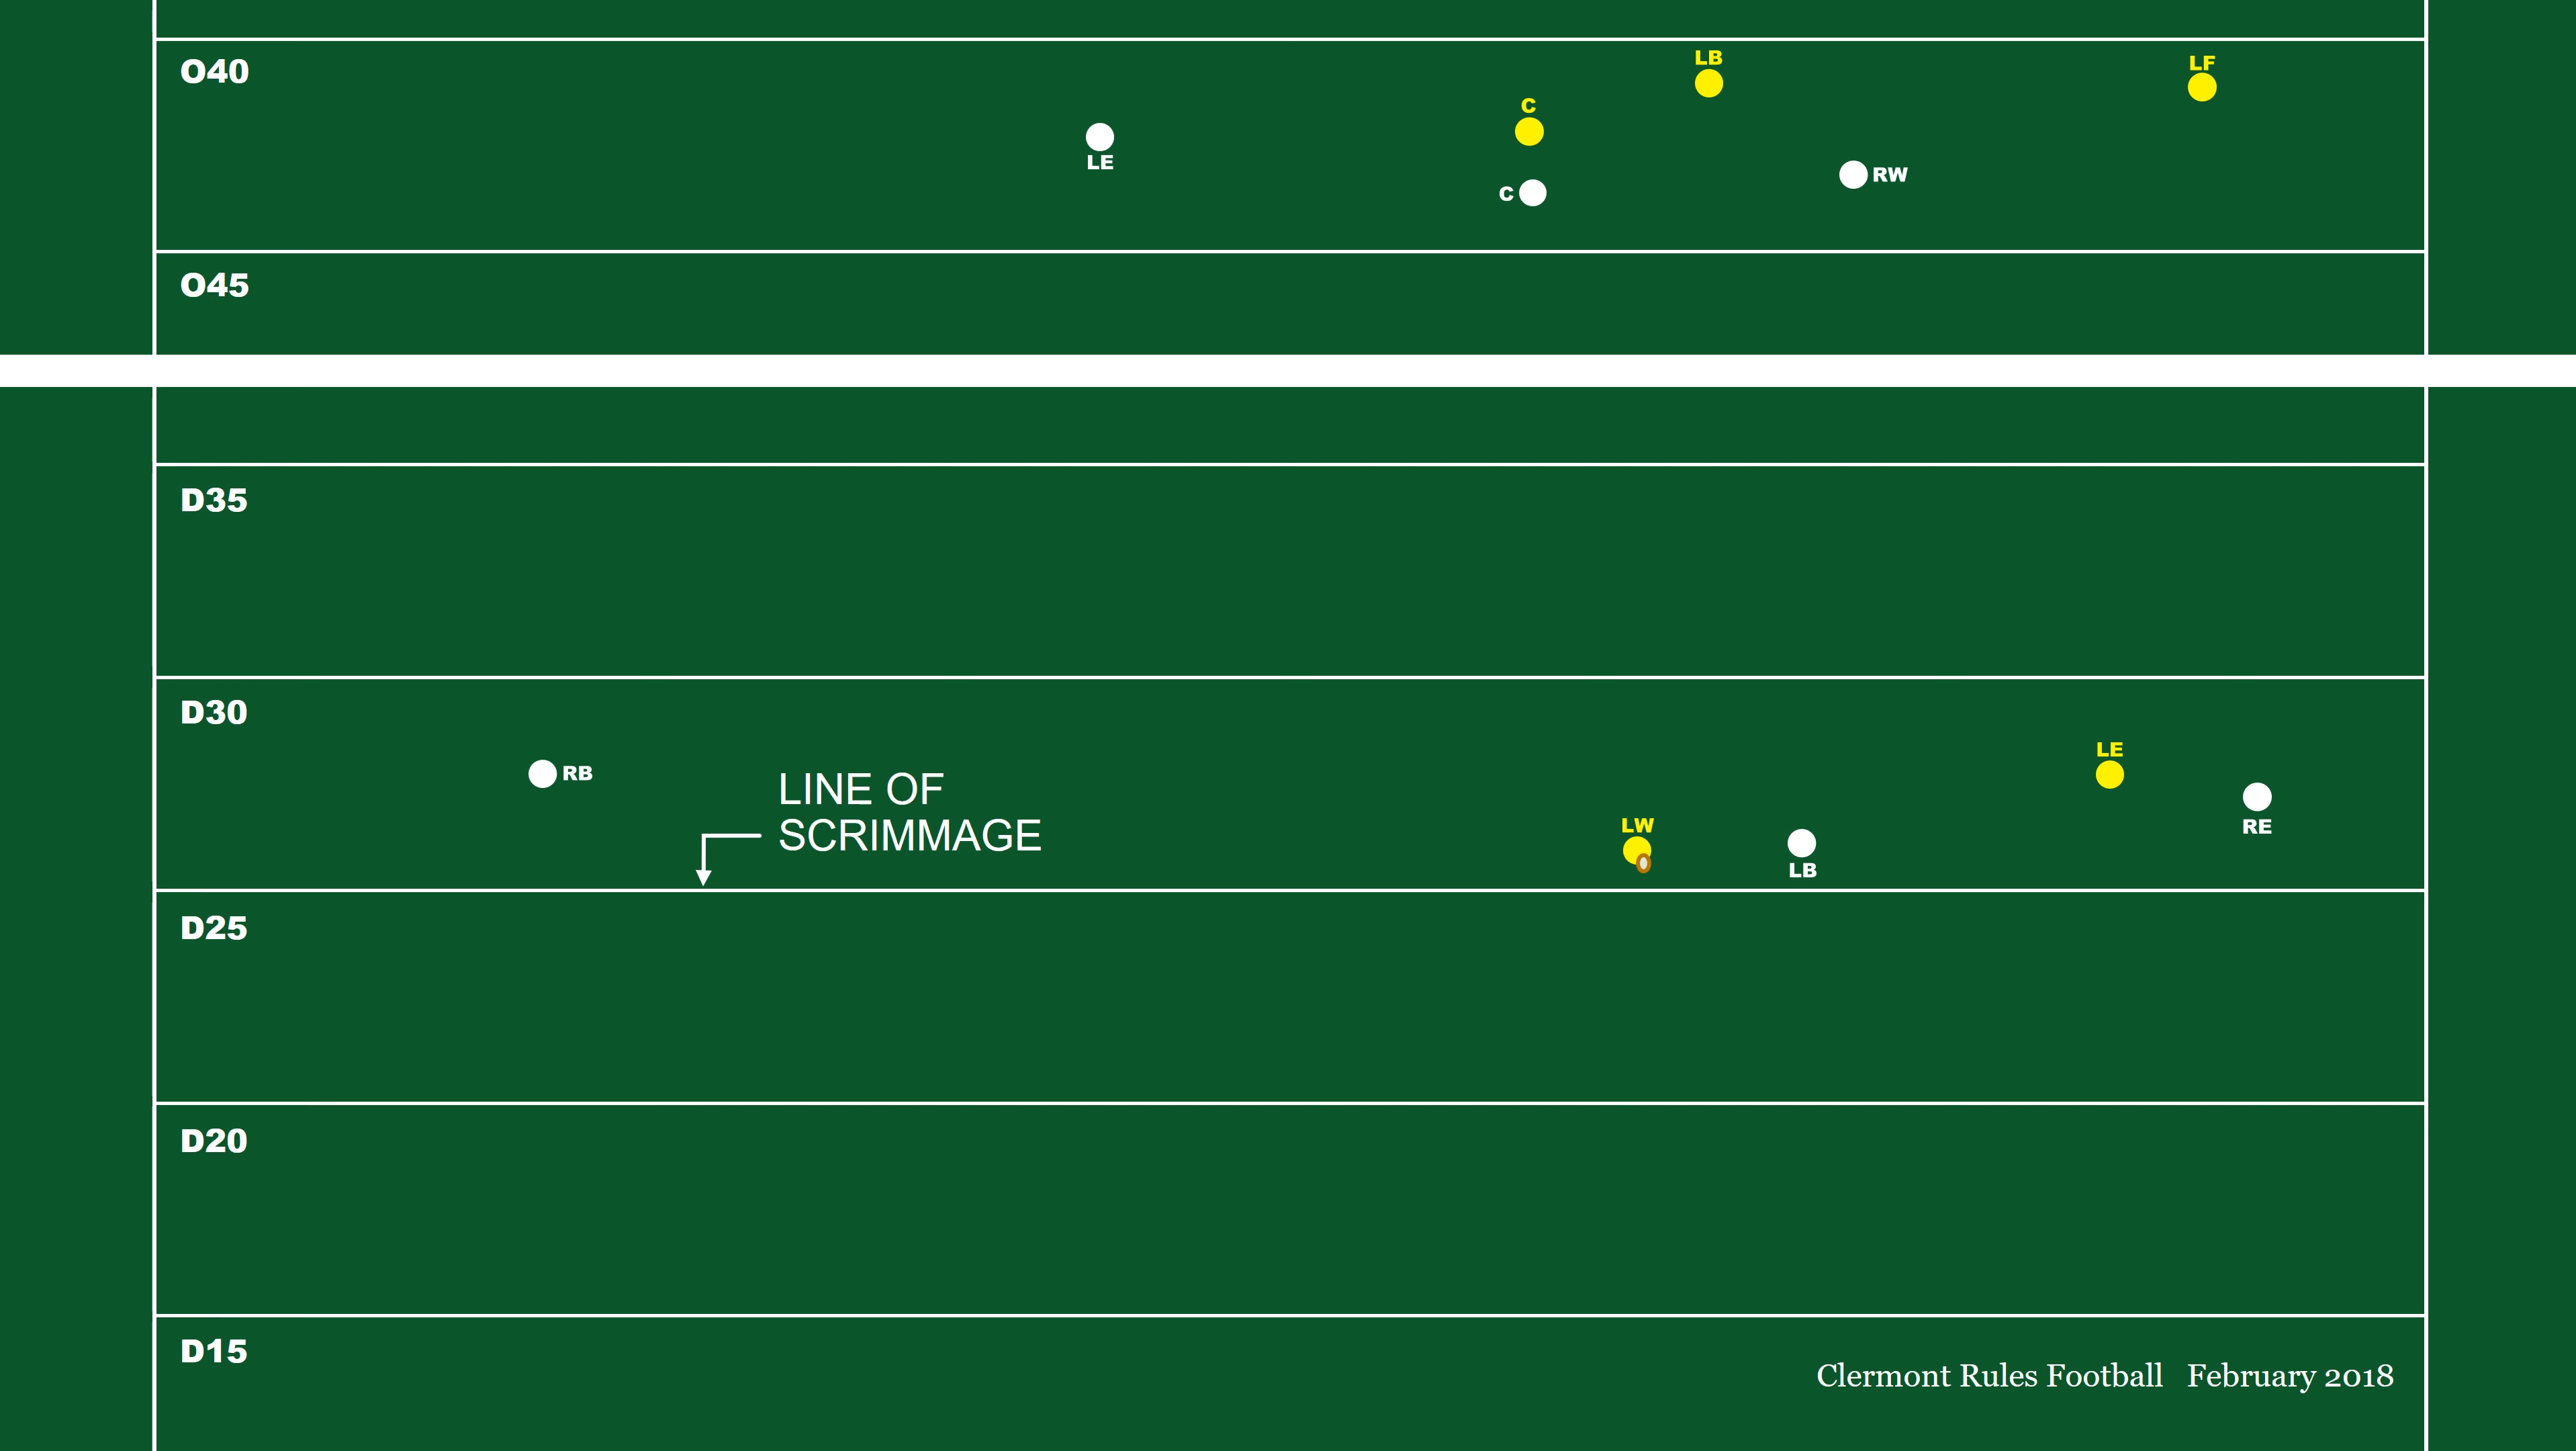 O40
LB
LF
C
LE
RW
C
O45
D35
D30
LE
RB
LINE OF
SCRIMMAGE
LW
RE
LB
D25
D20
D15
Clermont Rules Football February 2018